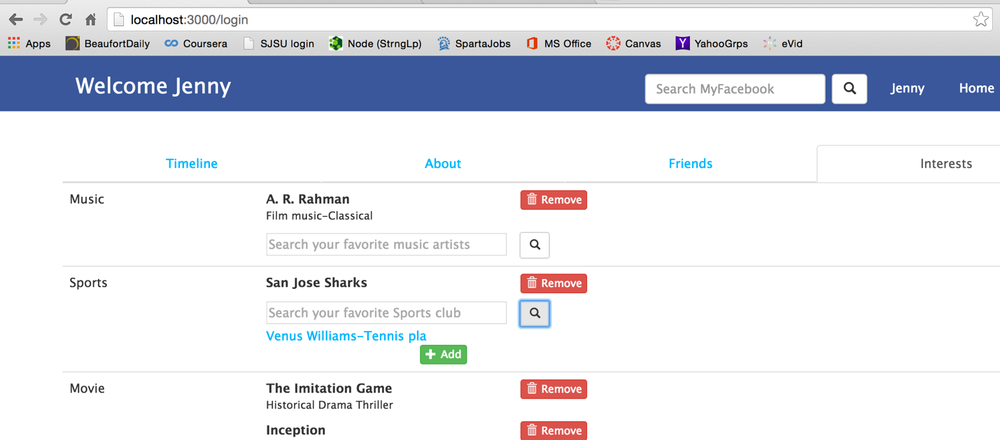 localhost:3000/login
Apps BeaufortDaily Coursera SJSU login Node (StrngLp) SpartaJobs MS Office Canvas YahooGrps eVid
Welcome Jenny Search MyFacebook Jenny Home
Timeline About Friends Interests
Music A. R. Rahman Remove
Film music-Classical
Search your favorite music artists
Sports San Jose Sharks Remove
Search your favorite Sports club
Venus Williams-Tennis pla
Add
Movie The Imitation Game Remove
Historical Drama Thriller
Inception Remove